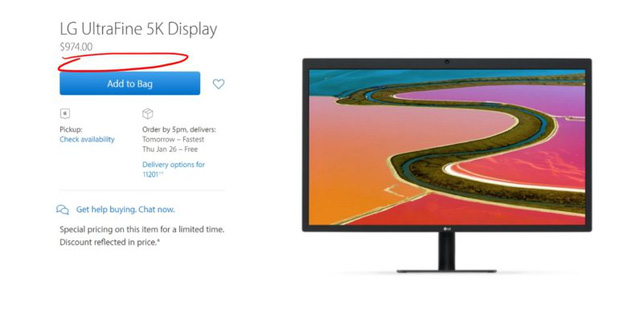 LG UltraFine 5K Display
$974.00
Add to Bag
Pickup:
Check availability
Order by 5pm, delivers:
Tomorrow – Fastest
Thu Jan 26 – Free
Delivery options for
11201
Get help buying. Chat now.
Special pricing on this item for a limited time.
Discount reflected in price.*
LG